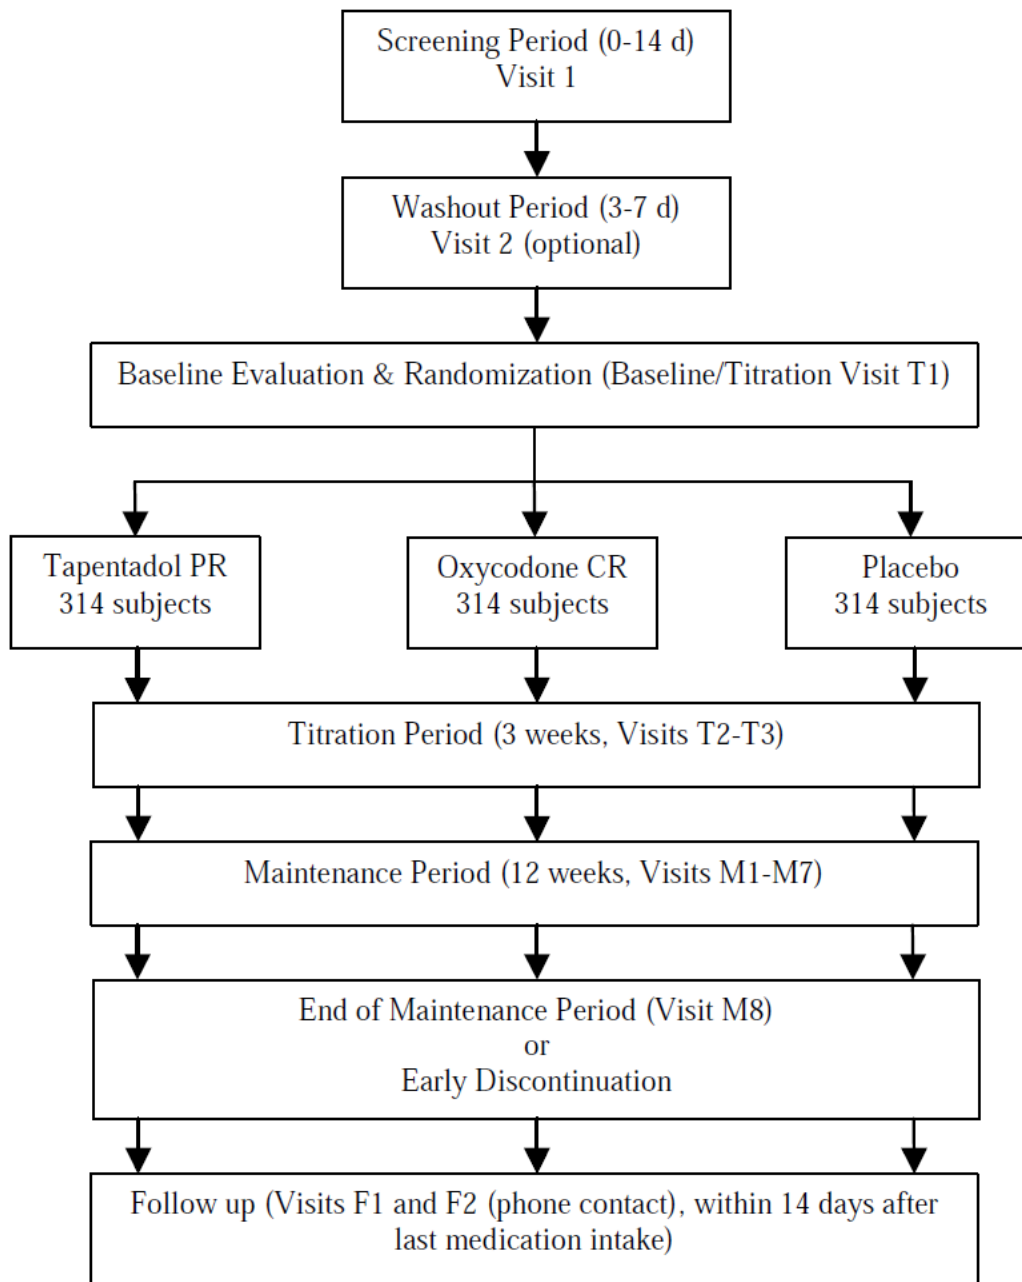 Screening Period (0-14 d)
Visit 1
Washout Period (3-7 d)
Visit 2 (optional)
Baseline Evaluation & Randomization (Baseline/Titration Visit T1)
Tapentadol PR
314 subjects
Oxycodone CR
314 subjects
Placebo
314 subjects
Titration Period (3 weeks, Visits T2-T3)
Maintenance Period (12 weeks, Visits M1-M7)
End of Maintenance Period (Visit M8)
or
Early Discontinuation
Follow up (Visits F1 and F2 (phone contact), within 14 days after
last medication intake)